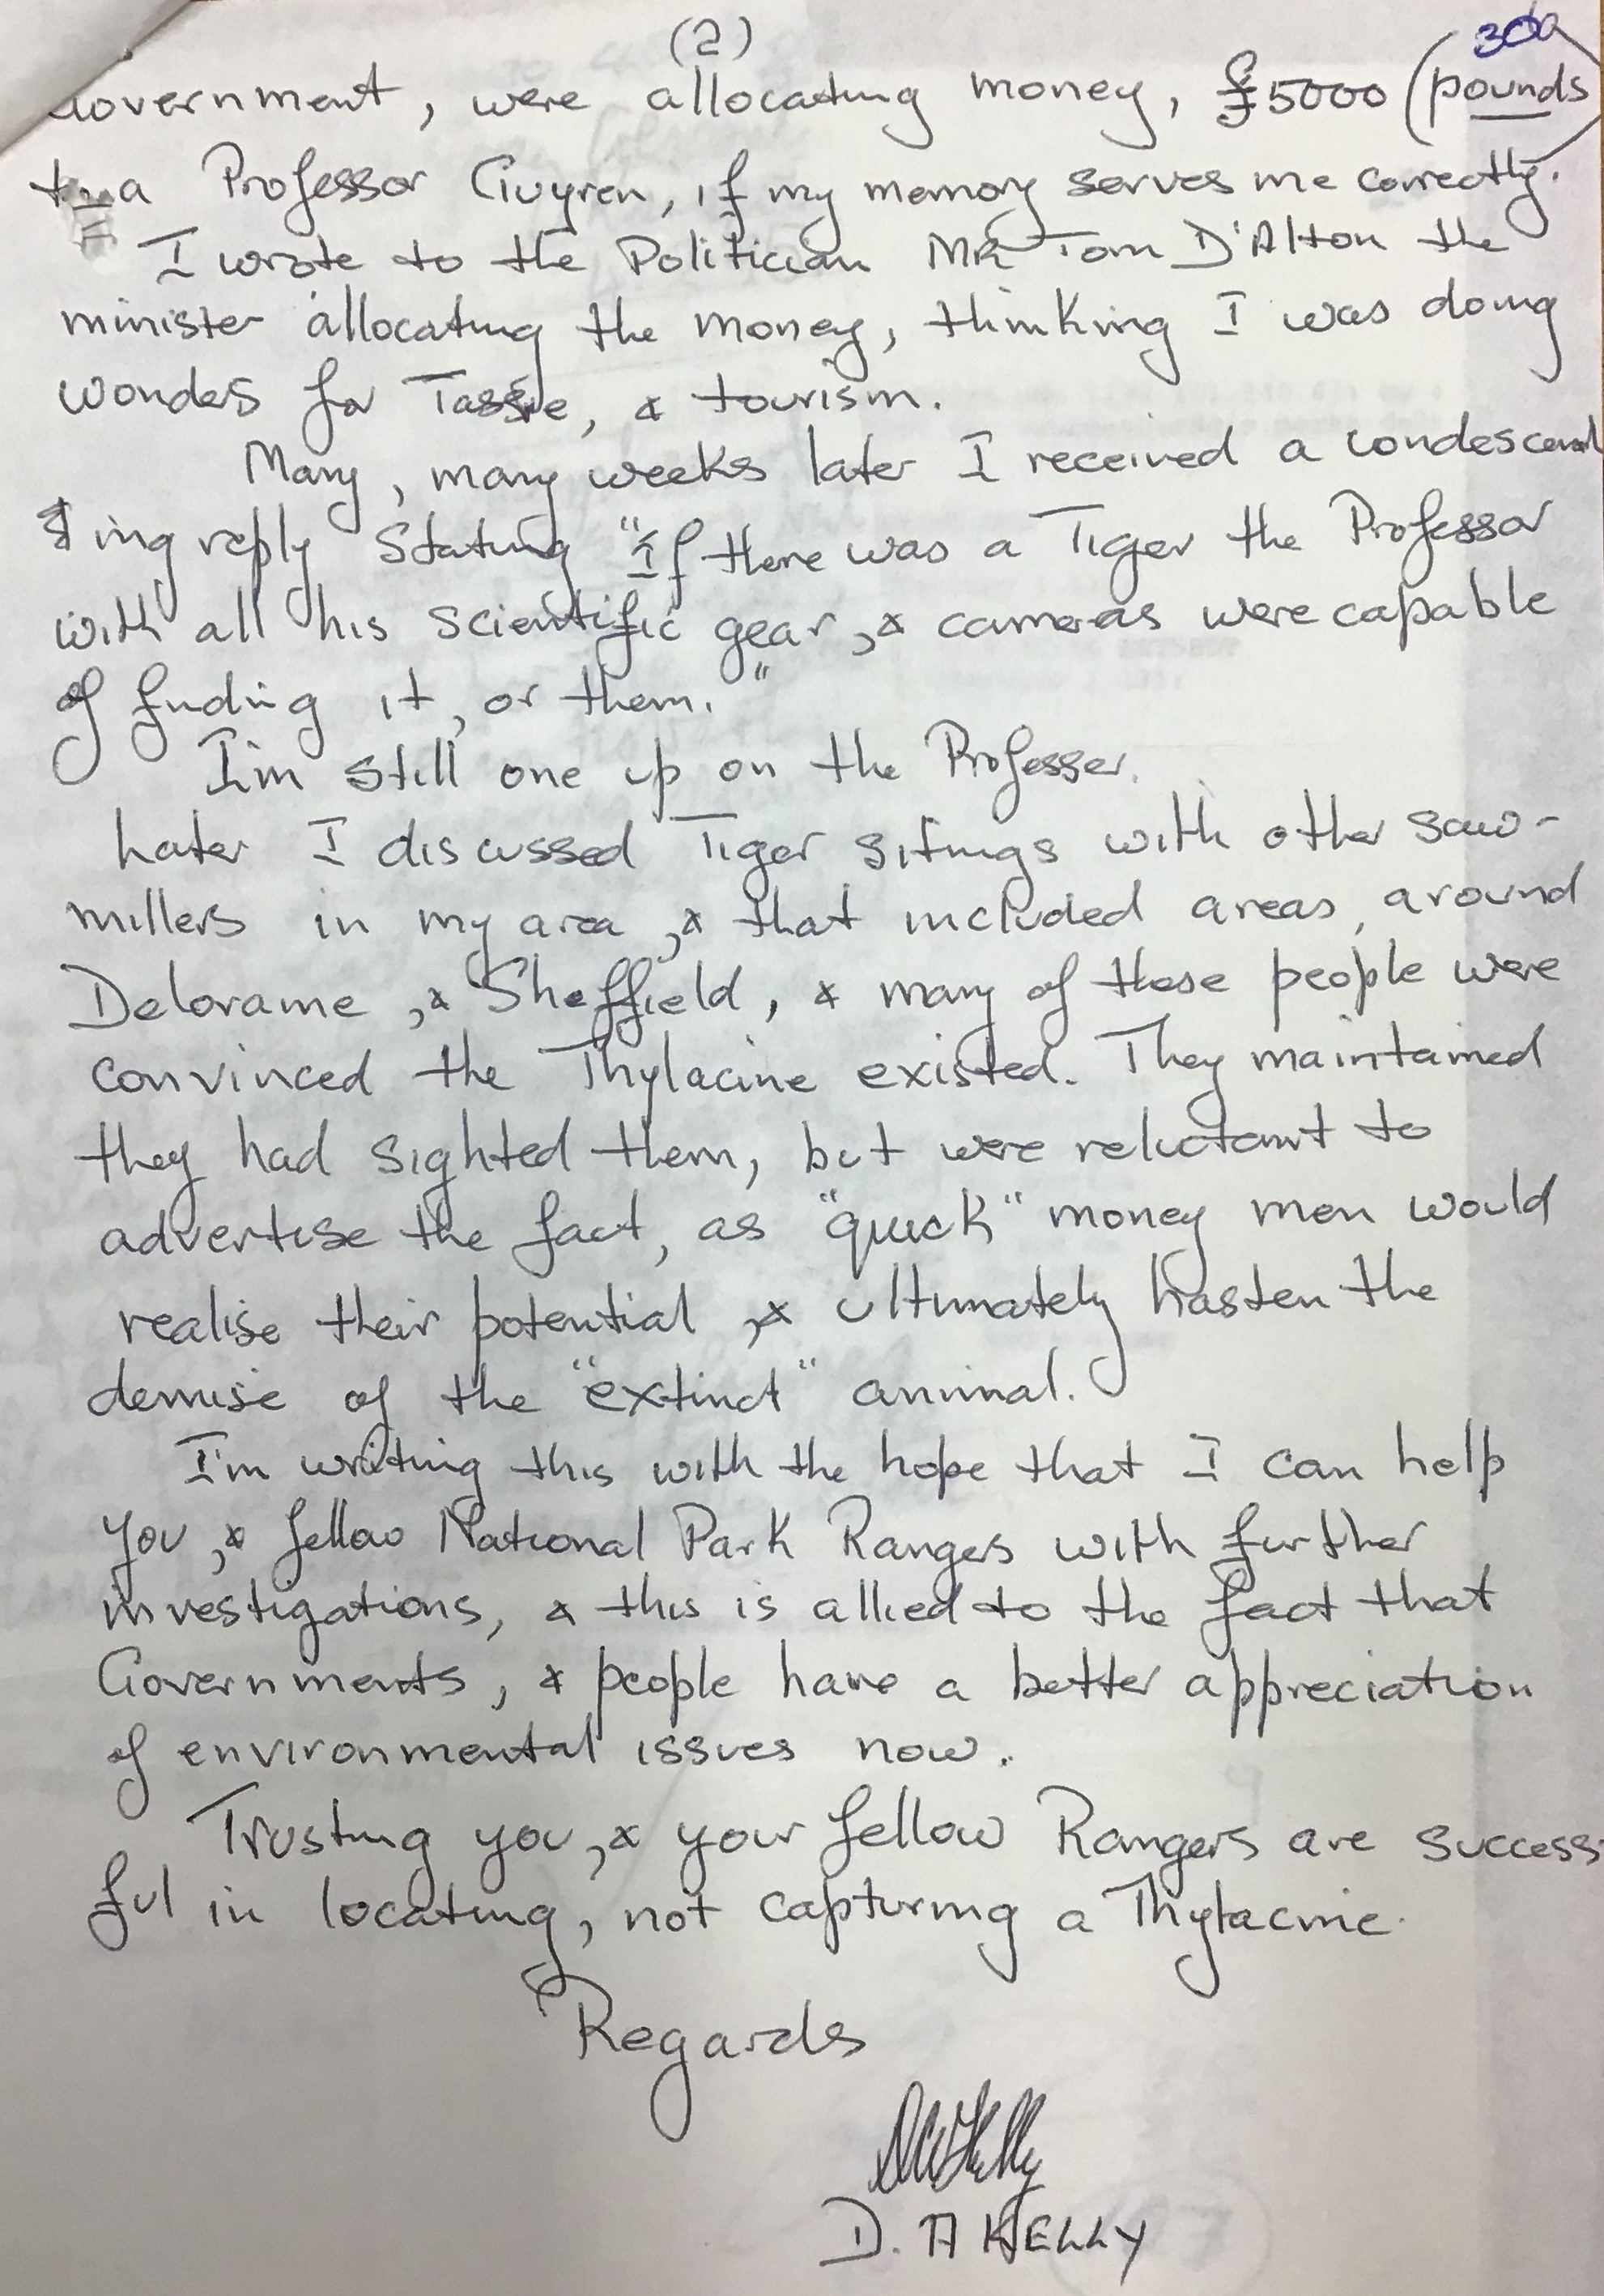 (2)
Government, were allocating money, £5000 (pounds
to a Professor Guyren, if my memory serves me correctly.
I wrote to the Politician MR Tom D'Alton the
minister allocating the money, thinking I was doing
wonders for Tassie, & tourism.
Many, many weeks later I received a condescend
ing reply stating "If there was a Tiger the Professor
with all his scientific gear, & cameras were capable
of finding it, or them."
I'm still one up on the Professer.
Later I discussed Tiger sitings with other saw-
millers in my area, & that included areas, around
Deloraine, & Sheffield, & many of these people were
convinced the Thylacine existed. They maintained
they had sighted them, but were reluctant to
advertise the fact, as "quick" money men would
realise their potential, & ultimately hasten the
demise of the "extinct" animal.
I'm writing this with the hope that I can help
you, & fellow National Park Rangers with further
investigations, & this is allied to the fact that
Governments, & people have a better appreciation
of environmental issues now.
Trusting you, & your fellow Rangers are success
ful in locating, not capturing a Thylacine.
Regards
D. A KELLY